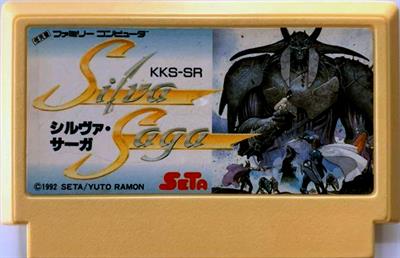 ファミリーコンピュータ
KKS-SR
Silva
Saga
シルヴァ・
サーガ
©1992 SETA/YUTO RAMON
SETA